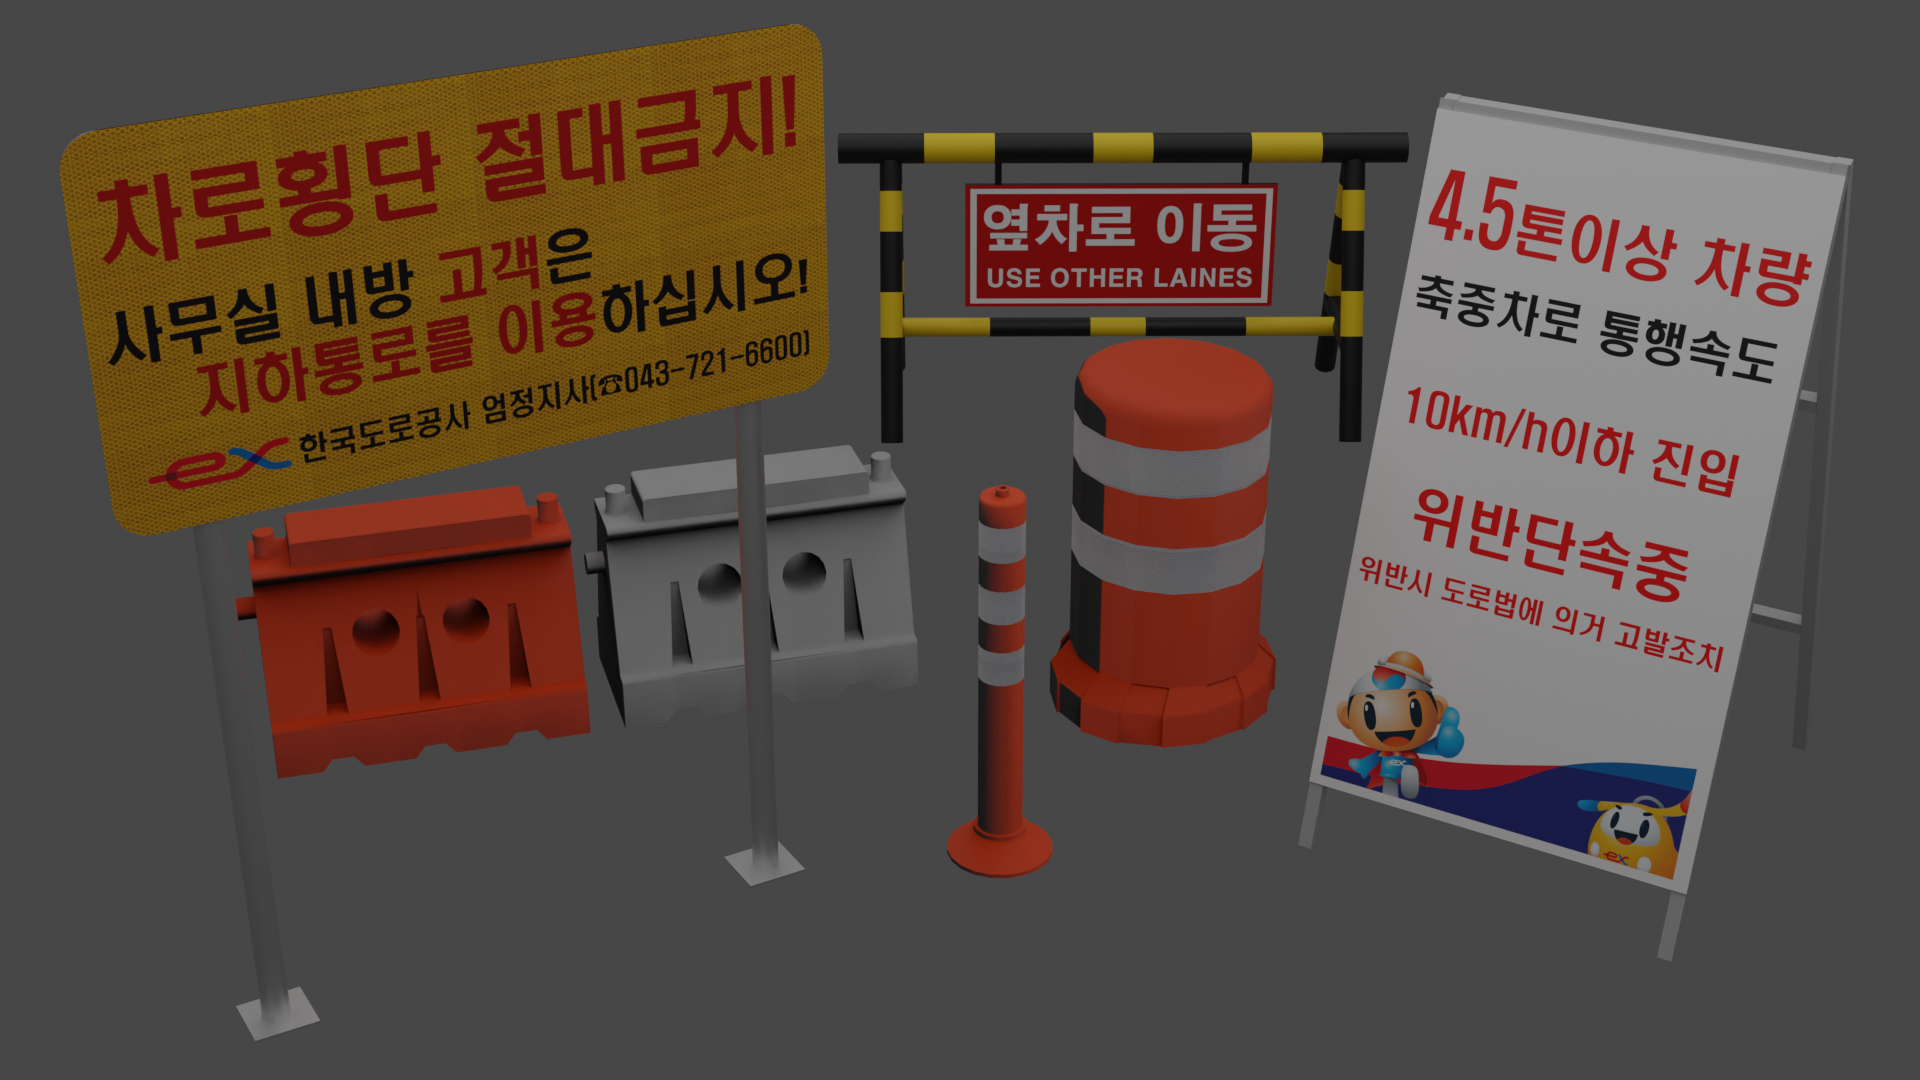 차로횡단 절대금지!
사무실 내방 고객은
지하통로를 이용하십시오!
ex 한국도로공사 엄정지사(☎043-721-6600)
옆차로 이동
USE OTHER LAINES
4.5톤이상 차량
축중차로 통행속도
10km/h이하 진입
위반단속중
위반시 도로법에 의거 고발조치
ex
ex